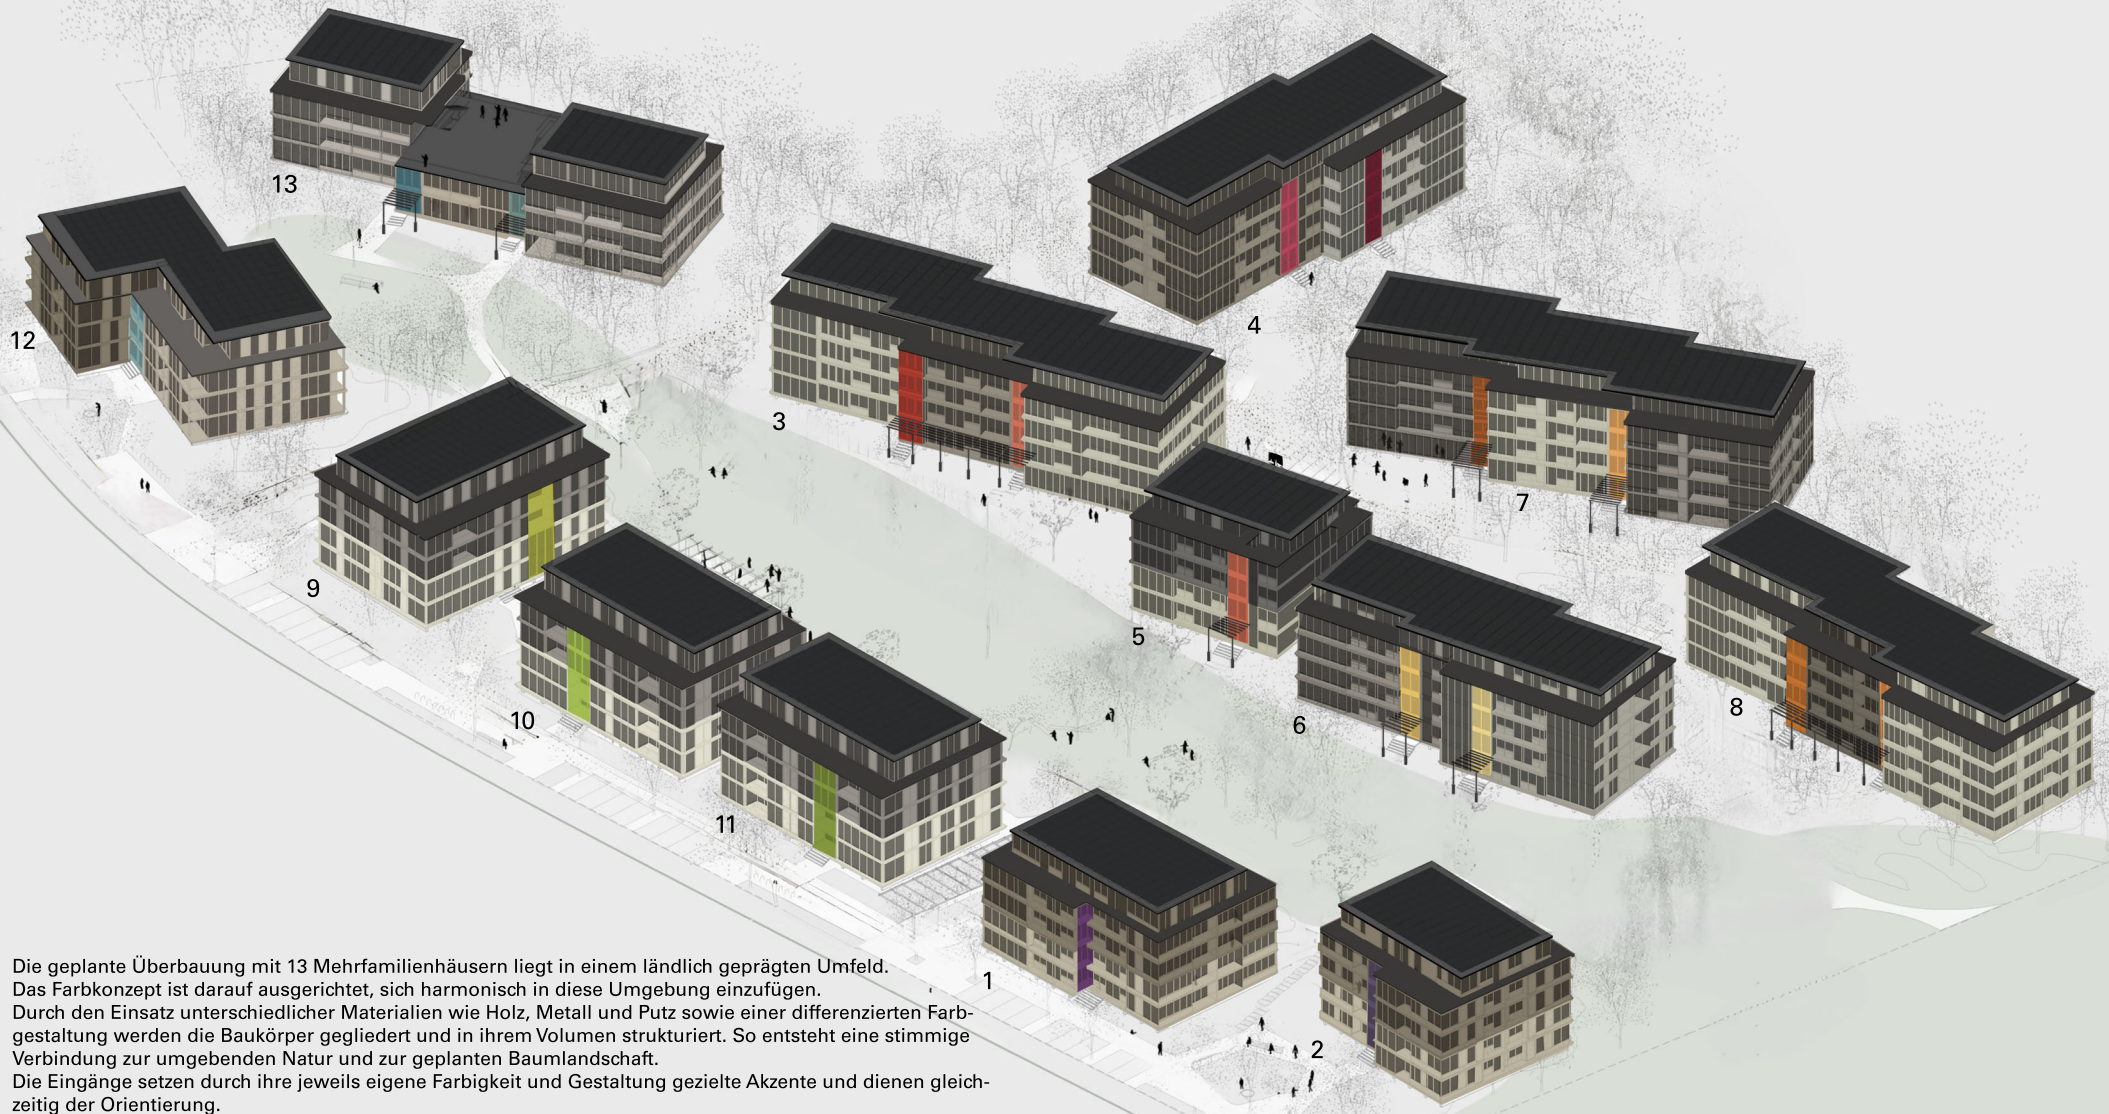 13
12
3
4
7
9
10
5
6
8
11
1
2
Die geplante Überbauung mit 13 Mehrfamilienhäusern liegt in einem ländlich geprägten Umfeld.
Das Farbkonzept ist darauf ausgerichtet, sich harmonisch in diese Umgebung einzufügen.
Durch den Einsatz unterschiedlicher Materialien wie Holz, Metall und Putz sowie einer differenzierten Farb-
gestaltung werden die Baukörper gegliedert und in ihrem Volumen strukturiert. So entsteht eine stimmige
Verbindung zur umgebenden Natur und zur geplanten Baumlandschaft.
Die Eingänge setzen durch ihre jeweils eigene Farbigkeit und Gestaltung gezielte Akzente und dienen gleich-
zeitig der Orientierung.